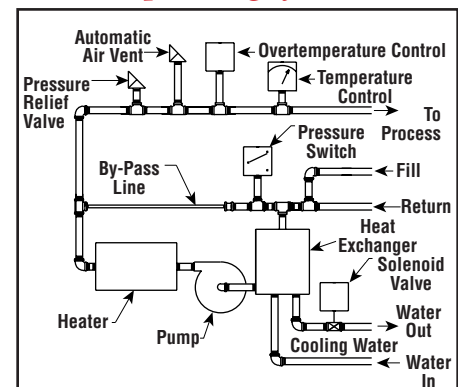 Automatic
Air Vent
Overtemperature Control
Pressure
Relief
Valve
Temperature
Control
To
Process
Pressure
Switch
By-Pass
Line
Fill
Return
Heat
Exchanger
Solenoid
Valve
Heater
Pump
Water
Out
Cooling Water
Water
In